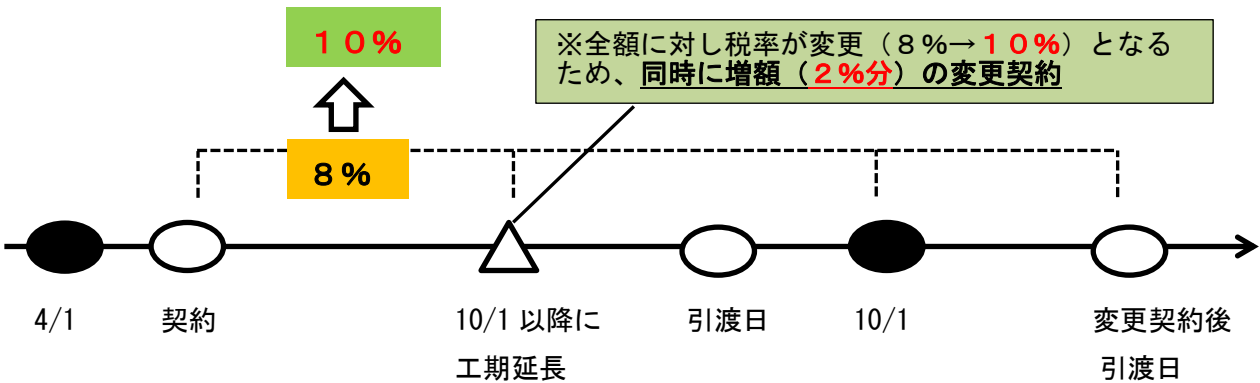 １０％
※全額に対し税率が変更（８％→１０％）となる
ため、同時に増額（２％分）の変更契約
８％
4/1
契約
10/1 以降に
工期延長
引渡日
10/1
変更契約後
引渡日